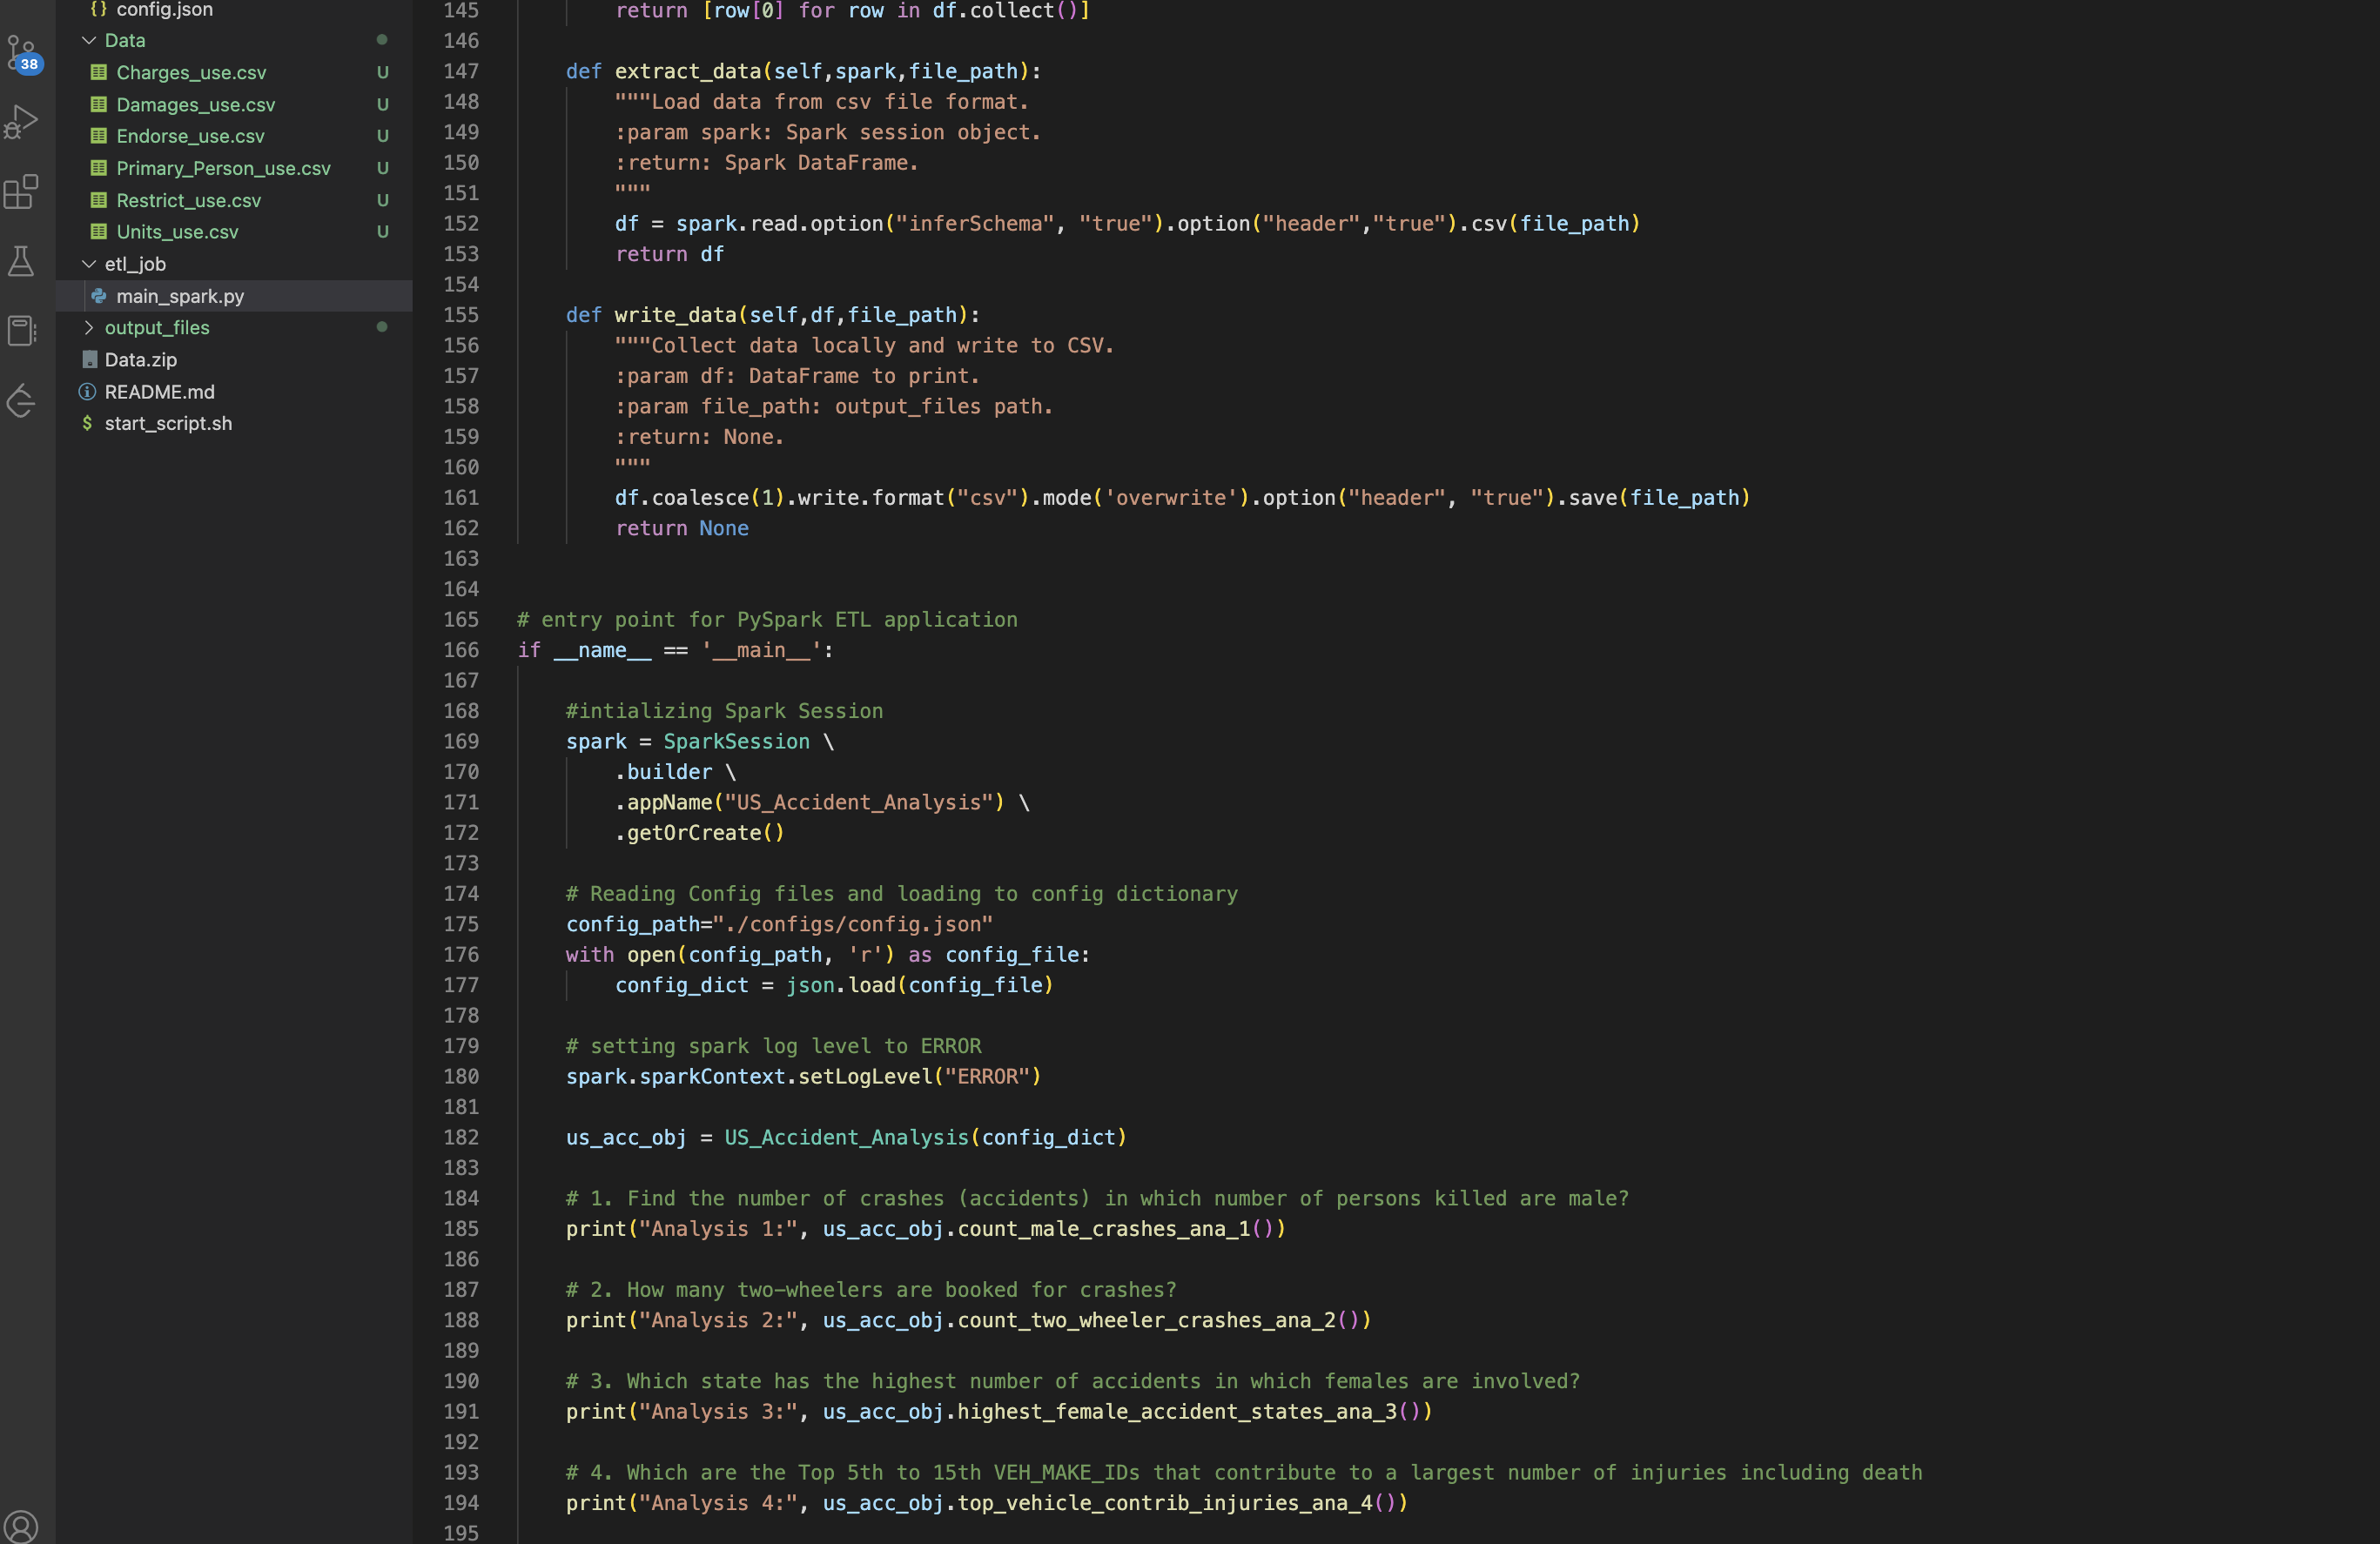 38
config.json
Data
Charges_use.csv U
Damages_use.csv U
Endorse_use.csv U
Primary_Person_use.csv U
Restrict_use.csv U
Units_use.csv U
etl_job
main_spark.py
output_files
Data.zip
README.md
$ start_script.sh
145 return [row[0] for row in df.collect()]
146
147 def extract_data(self,spark,file_path):
148 """Load data from csv file format.
149 :param spark: Spark session object.
150 :return: Spark DataFrame.
151 """
152 df = spark.read.option("inferSchema", "true").option("header","true").csv(file_path)
153 return df
154
155 def write_data(self,df,file_path):
156 """Collect data locally and write to CSV.
157 :param df: DataFrame to print.
158 :param file_path: output_files path.
159 :return: None.
160 """
161 df.coalesce(1).write.format("csv").mode('overwrite').option("header", "true").save(file_path)
162 return None
163
164
165 # entry point for PySpark ETL application
166 if __name__ == '__main__':
167
168 #intializing Spark Session
169 spark = SparkSession \
170 .builder \
171 .appName("US_Accident_Analysis") \
172 .getOrCreate()
173
174 # Reading Config files and loading to config dictionary
175 config_path="./configs/config.json"
176 with open(config_path, 'r') as config_file:
177 config_dict = json.load(config_file)
178
179 # setting spark log level to ERROR
180 spark.sparkContext.setLogLevel("ERROR")
181
182 us_acc_obj = US_Accident_Analysis(config_dict)
183
184 # 1. Find the number of crashes (accidents) in which number of persons killed are male?
185 print("Analysis 1:", us_acc_obj.count_male_crashes_ana_1())
186
187 # 2. How many two-wheelers are booked for crashes?
188 print("Analysis 2:", us_acc_obj.count_two_wheeler_crashes_ana_2())
189
190 # 3. Which state has the highest number of accidents in which females are involved?
191 print("Analysis 3:", us_acc_obj.highest_female_accident_states_ana_3())
192
193 # 4. Which are the Top 5th to 15th VEH_MAKE_IDs that contribute to a largest number of injuries including death
194 print("Analysis 4:", us_acc_obj.top_vehicle_contrib_injuries_ana_4())
195